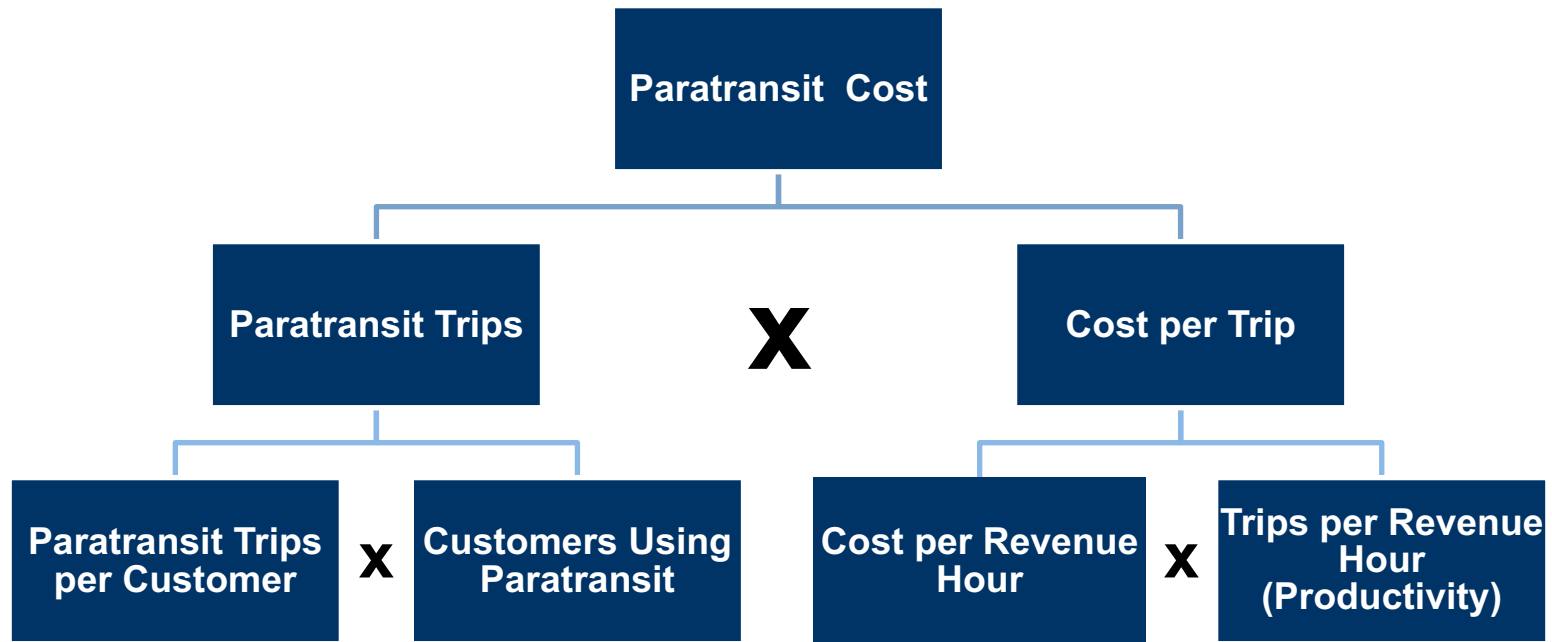 Paratransit Cost
Paratransit Trips
X
Cost per Trip
Paratransit Trips
per Customer
x
Customers Using
Paratransit
Cost per Revenue
Hour
x
Trips per Revenue
Hour
(Productivity)